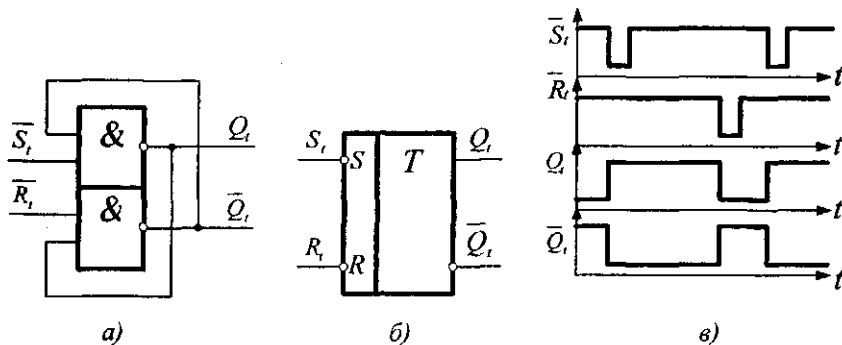 S̅ₜ
R̅ₜ
&
&
Qₜ
Q̅ₜ
а)
Sₜ
Rₜ
S
R
T
Qₜ
Q̅ₜ
б)
S̅ₜ
t
R̅ₜ
t
Qₜ
t
Q̅ₜ
t
в)